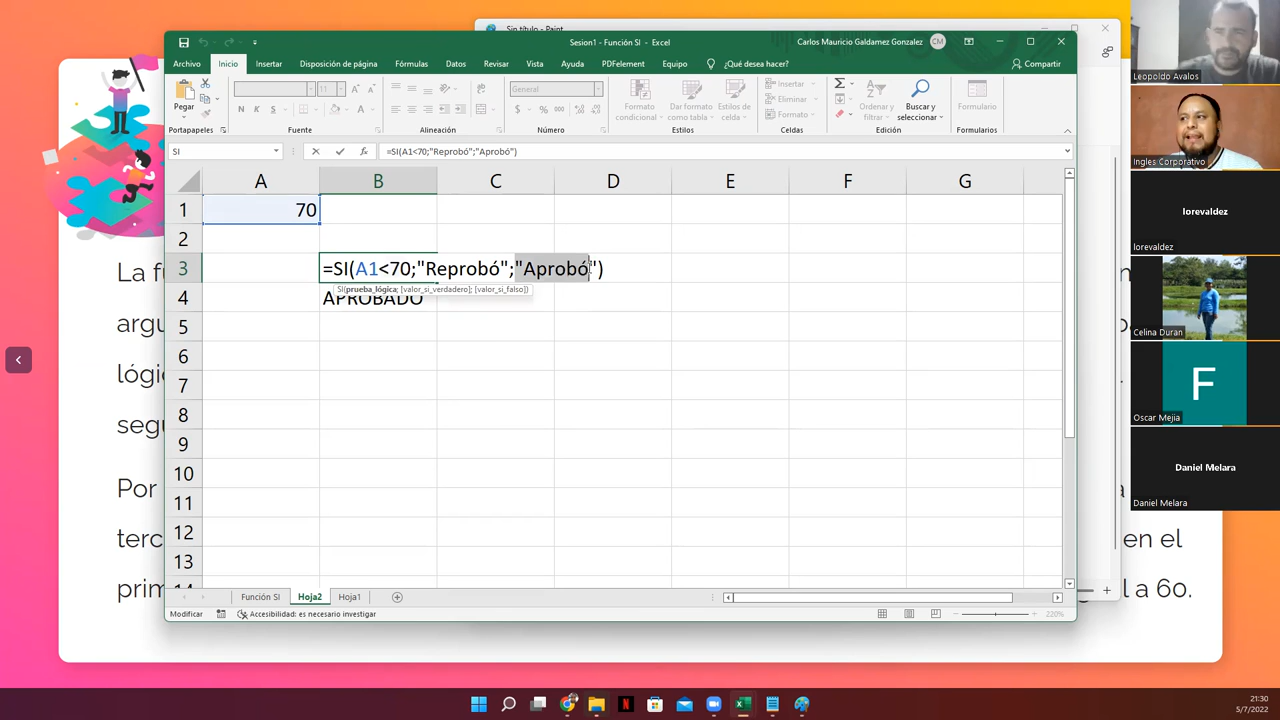 Sin título - Paint
Sesion1 - Función SI - Excel
Carlos Mauricio Galdamez Gonzalez
CM
Archivo Inicio Insertar Disposición de página Fórmulas Datos Revisar Vista Ayuda PDFelement Equipo ¿Qué desea hacer? Compartir
Pegar
Portapapeles
11
N K S
Fuente
Alineación
General
$ % 000
Número
Formato condicional
Dar formato como tabla
Estilos de celda
Estilos
Insertar
Eliminar
Formato
Celdas
Ordenar y filtrar
Buscar y seleccionar
Edición
Formulario
Formularios
SI
fx
=SI(A1<70;"Reprobó";"Aprobó")
A B C D E F G
1 70
2
3 =SI(A1<70;"Reprobó";"Aprobó")
SI(prueba_lógica; [valor_si_verdadero]; [valor_si_falso])
4 APROBADO
5
6
7
8
9
10
11
12
13
Función SI Hoja2 Hoja1
Modificar Accesibilidad: es necesario investigar
220%
La f
argu
lógic
segu
Por
terc
en el
prim
l a 60.
Leopoldo Avalos
Ingles Corporativo
lorevaldez
lorevaldez
Celina Duran
F
Oscar Mejia
Daniel Melara
Daniel Melara
21:30
5/7/2022